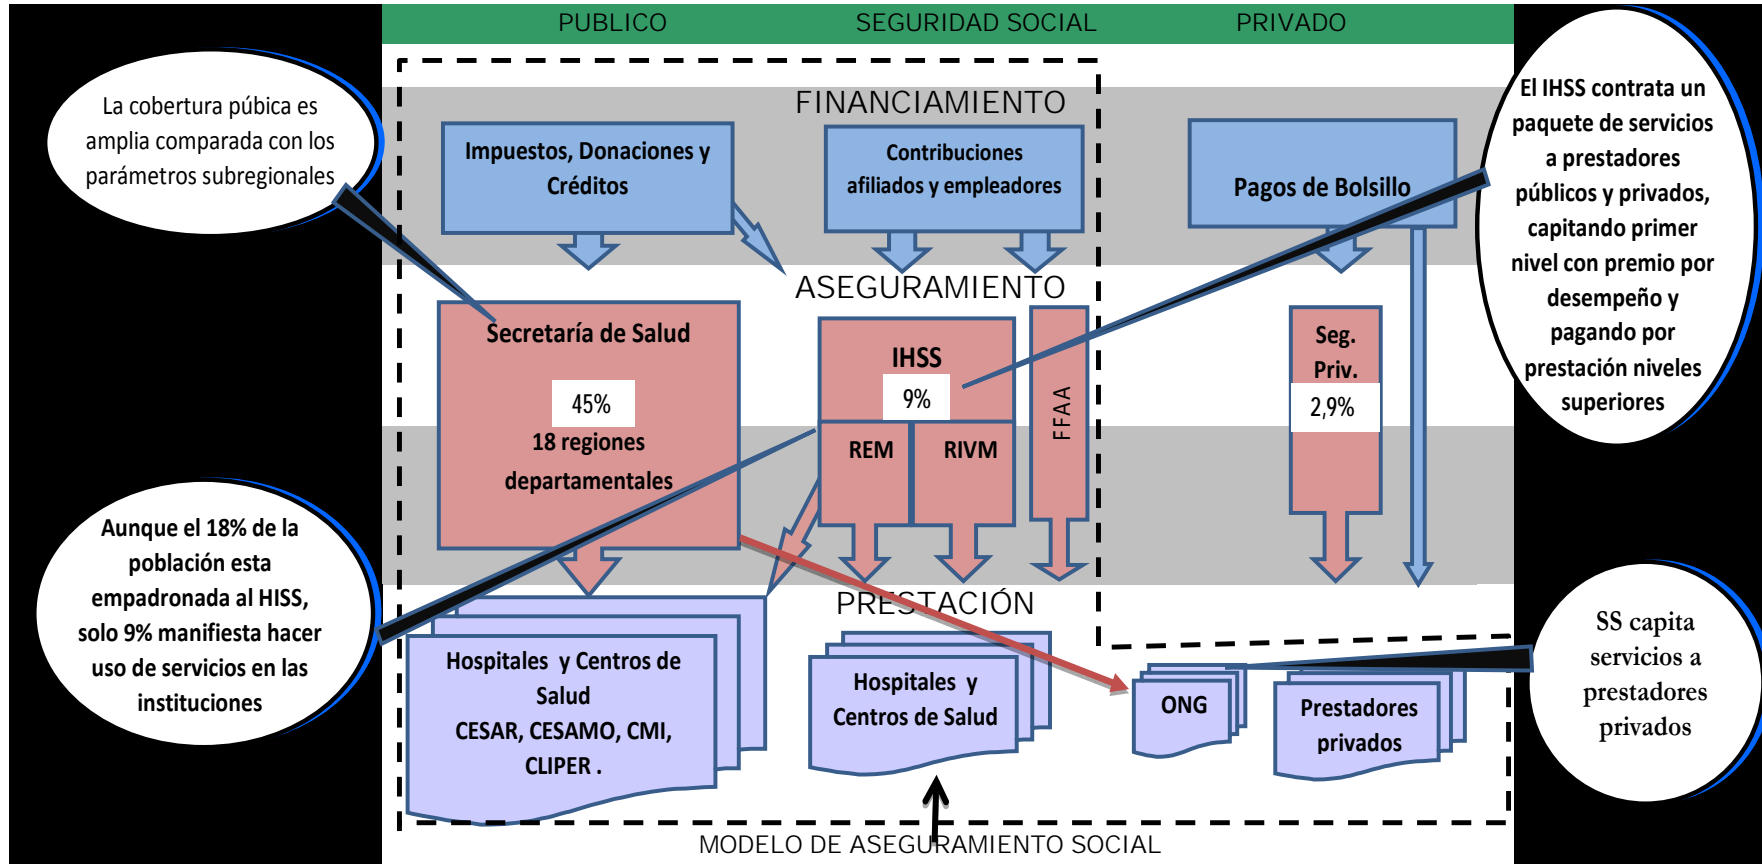 PUBLICO
SEGURIDAD SOCIAL
PRIVADO
La cobertura púbica es
amplia comparada con los
parámetros subregionales
FINANCIAMIENTO
Impuestos, Donaciones y
Créditos
Contribuciones
afiliados y empleadores
Pagos de Bolsillo
El IHSS contrata un
paquete de servicios
a prestadores
públicos y privados,
capitando primer
nivel con premio por
desempeño y
pagando por
prestación niveles
superiores
ASEGURAMIENTO
Secretaría de Salud
45%
18 regiones
departamentales
IHSS
9%
REM
RIVM
FFAA
Seg.
Priv.
2,9%
Aunque el 18% de la
población esta
empadronada al HISS,
solo 9% manifiesta hacer
uso de servicios en las
instituciones
PRESTACIÓN
Hospitales y Centros de
Salud
CESAR, CESAMO, CMI,
CLIPER .
Hospitales y
Centros de Salud
ONG
Prestadores
privados
SS capita
servicios a
prestadores
privados
MODELO DE ASEGURAMIENTO SOCIAL